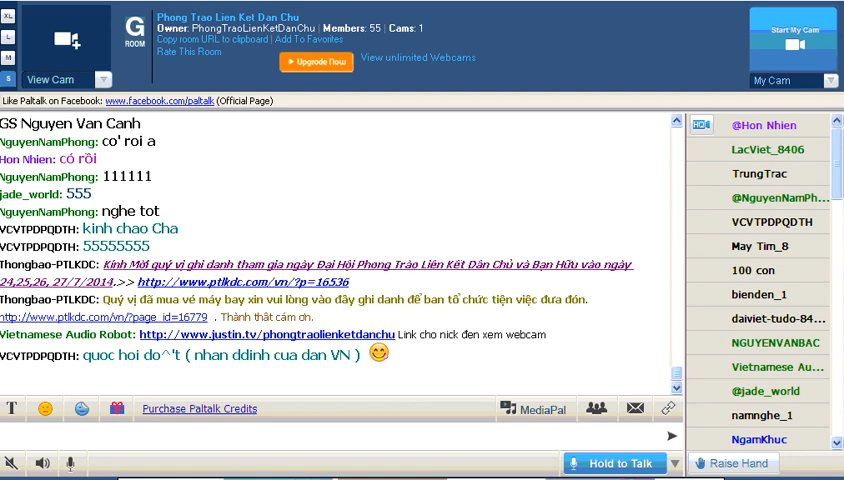 XL
L
M
S
View Cam
G
ROOM
Phong Trao Lien Ket Dan Chu
Owner: PhongTraoLienKetDanChu | Members: 55 | Cams: 1
Copy room URL to clipboard | Add To Favorites
Rate This Room
Upgrade Now
View unlimited Webcams
Start My Cam
My Cam
Like Paltalk on Facebook: www.facebook.com/paltalk (Official Page)
GS Nguyen Van Canh
NguyenNamPhong: co' roi a
Hon Nhien: có rồi
NguyenNamPhong: 111111
jade_world: 555
NguyenNamPhong: nghe tot
VCVTPDPQDTH: kinh chao Cha
VCVTPDPQDTH: 55555555
Thongbao-PTLKDC: Kính Mời quý vị ghi danh tham gia ngày Đại Hội Phong Trào Liên Kết Dân Chủ và Bạn Hữu vào ngày
24,25,26, 27/7/2014.>> http://www.ptlkdc.com/vn/?p=16536
Thongbao-PTLKDC: Quý vị đã mua vé máy bay xin vui lòng vào đây ghi danh để ban tổ chức tiện việc đưa đón.
http://www.ptlkdc.com/vn/?page_id=16779 . Thành thật cám ơn.
Vietnamese Audio Robot: http://www.justin.tv/phongtraolienketdanchu Link cho nick đen xem webcam
VCVTPDPQDTH: quoc hoi do^'t ( nhan ddinh cua dan VN )
HD
@Hon Nhien
LacViet_8406
TrungTrac
@NguyenNamPh...
VCVTPDPQDTH
May Tim_8
100 con
bienden_1
daiviet-tudo-84...
NGUYENVANBAC
Vietnamese Au...
@jade_world
namnghe_1
NgamKhuc
T
Purchase Paltalk Credits
MediaPal
Hold to Talk
Raise Hand